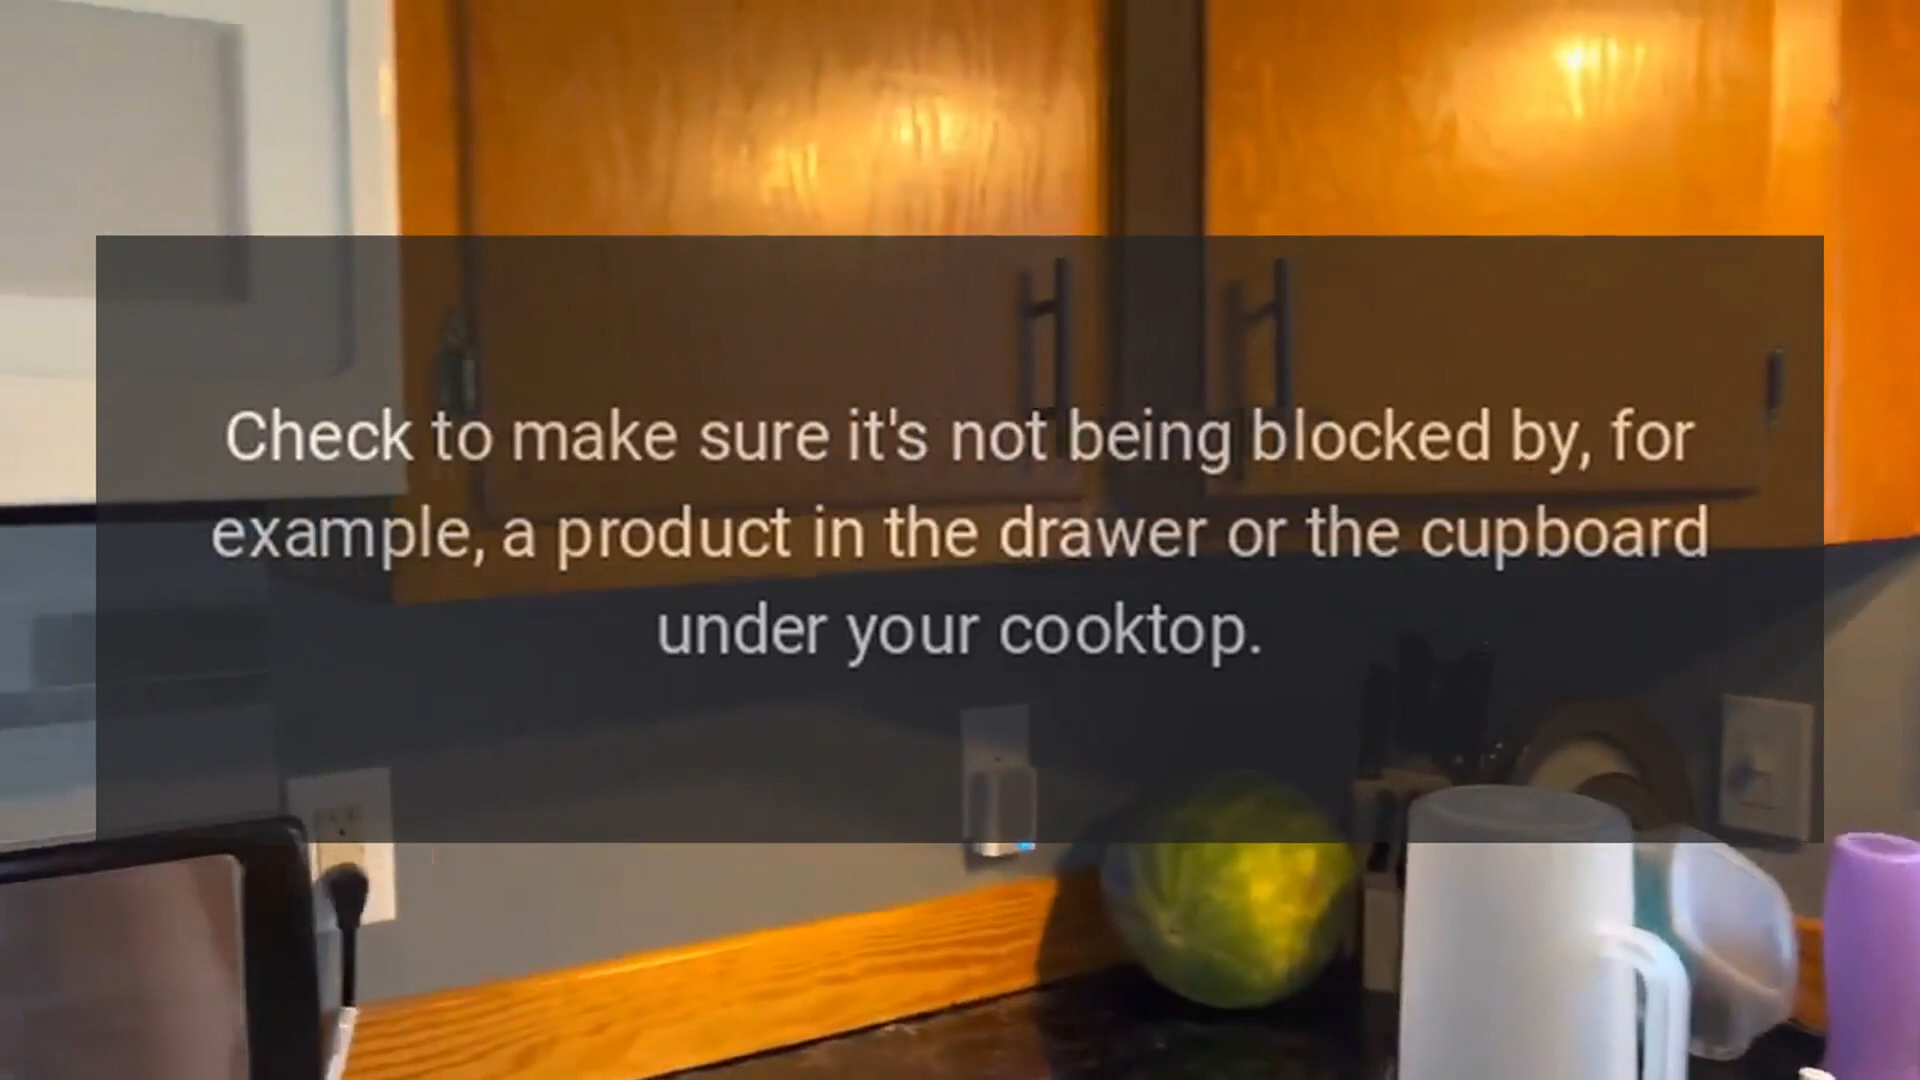 Check to make sure it's not being blocked by, for
example, a product in the drawer or the cupboard
under your cooktop.